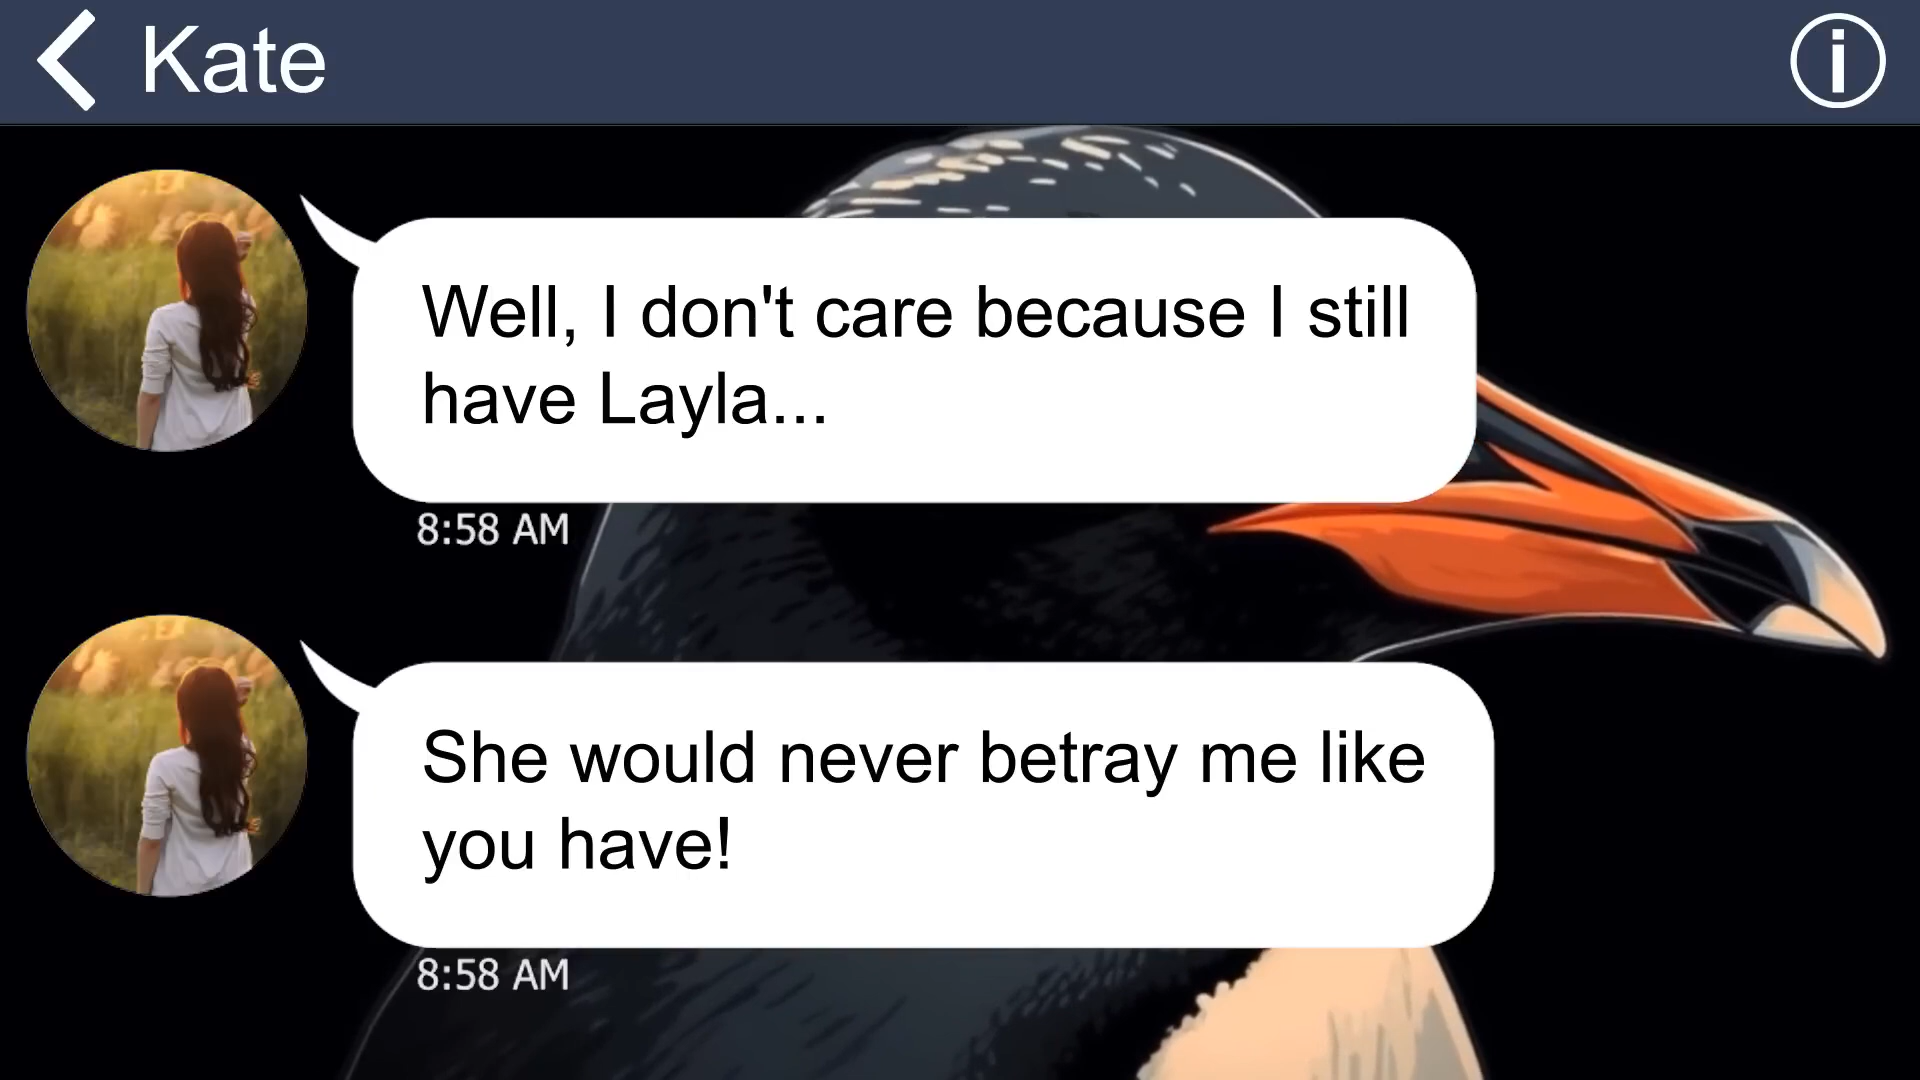 Kate
Well, I don't care because I still
have Layla...
8:58 AM
She would never betray me like
you have!
8:58 AM